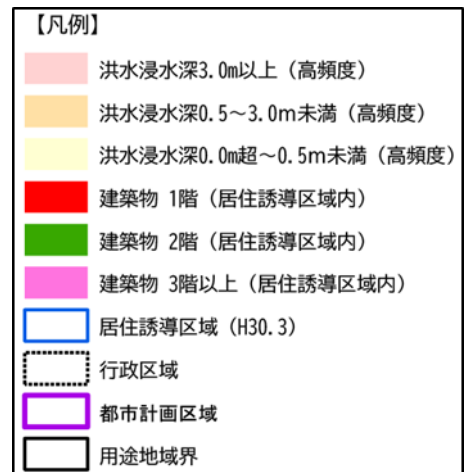 【凡例】
洪水浸水深3.0m以上（高頻度）
洪水浸水深0.5～3.0m未満（高頻度）
洪水浸水深0.0m超～0.5m未満（高頻度）
建築物 1階（居住誘導区域内）
建築物 2階（居住誘導区域内）
建築物 3階以上（居住誘導区域内）
居住誘導区域（H30.3）
行政区域
都市計画区域
用途地域界